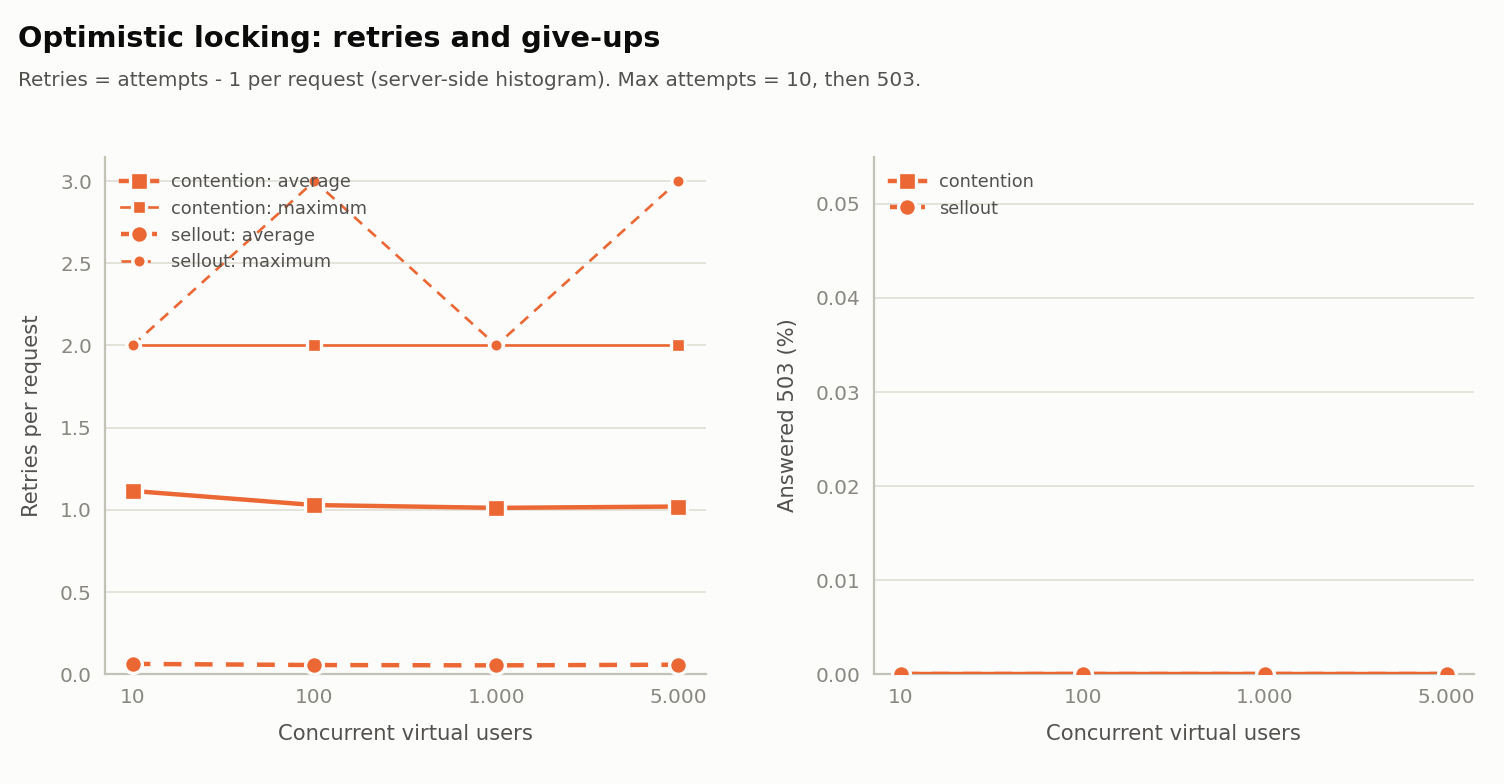 Optimistic locking: retries and give-ups
Retries = attempts - 1 per request (server-side histogram). Max attempts = 10, then 503.
Retries per request
3.0
2.5
2.0
1.5
1.0
0.5
0.0
contention: average
contention: maximum
sellout: average
sellout: maximum
10
100
1.000
5.000
Concurrent virtual users
Answered 503 (%)
0.05
0.04
0.03
0.02
0.01
0.00
contention
sellout
10
100
1.000
5.000
Concurrent virtual users